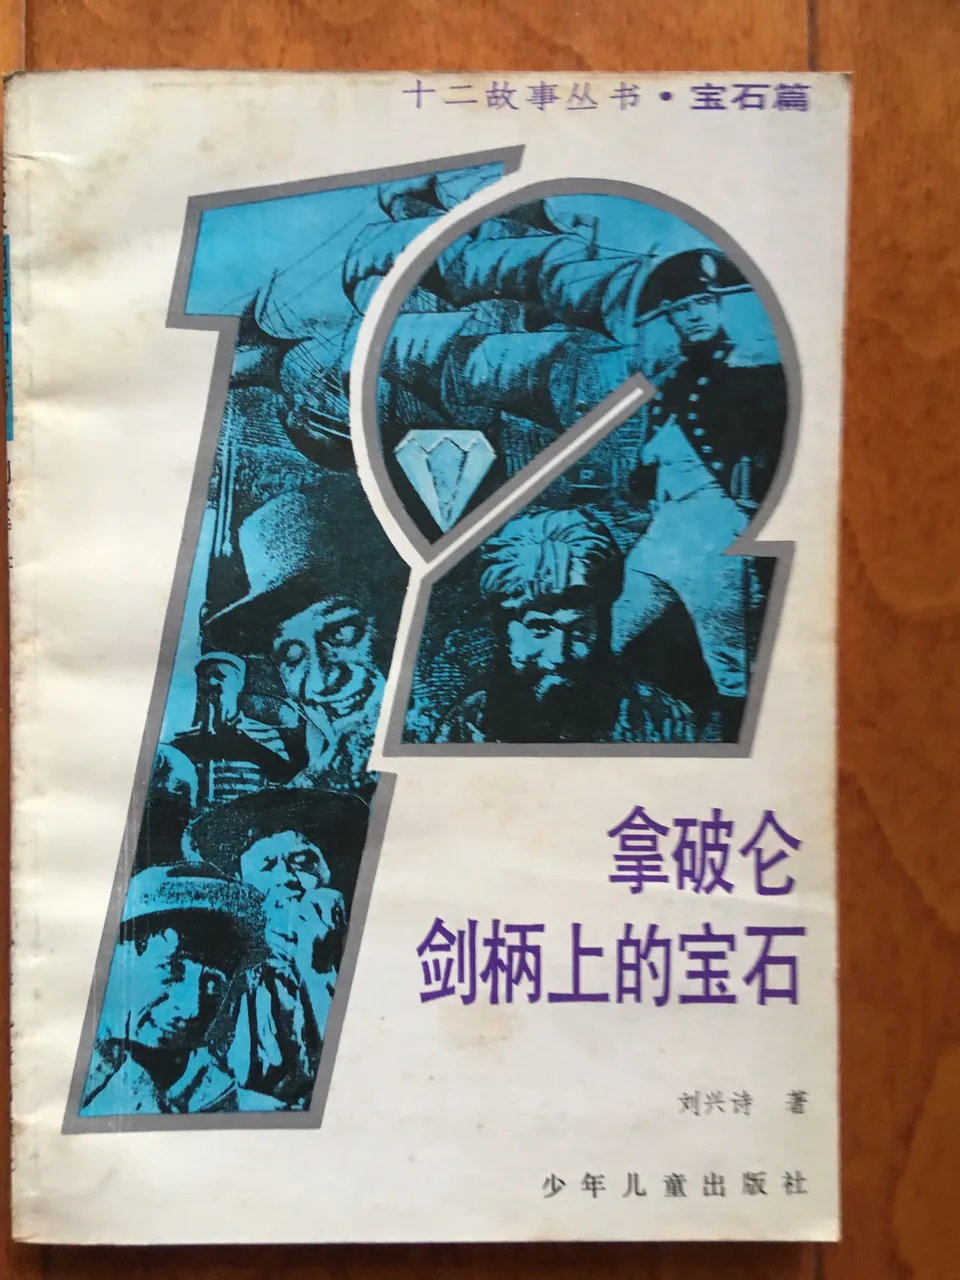 十二故事丛书·宝石篇
12
拿破仑
剑柄上的宝石
刘兴诗 著
少年儿童出版社